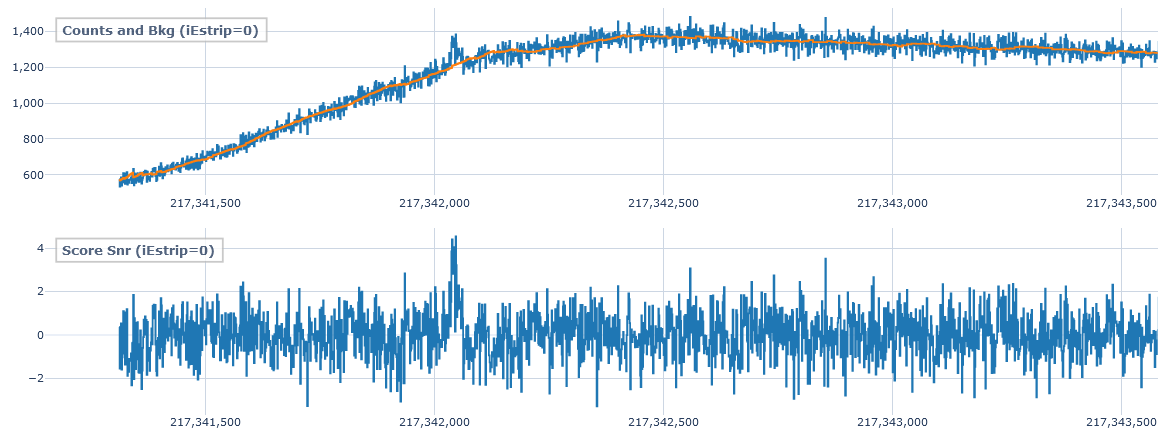 Counts and Bkg (iEstrip=0)
1,400
1,200
1,000
800
600
217,341,500 217,342,000 217,342,500 217,343,000 217,343,500
Score Snr (iEstrip=0)
4
2
0
−2
217,341,500 217,342,000 217,342,500 217,343,000 217,343,500